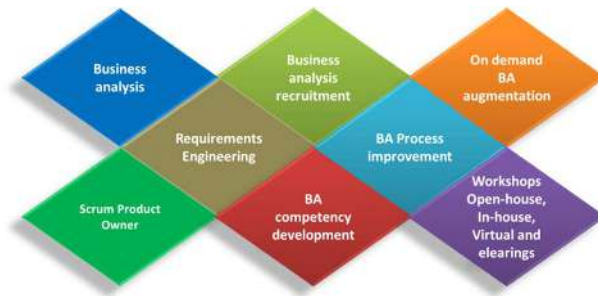 Business
analysis
Business
analysis
recruitment
On demand
BA
augmentation
Requirements
Engineering
BA Process
improvement
Scrum Product
Owner
BA
competency
development
Workshops
Open-house,
In-house,
Virtual and
elearings